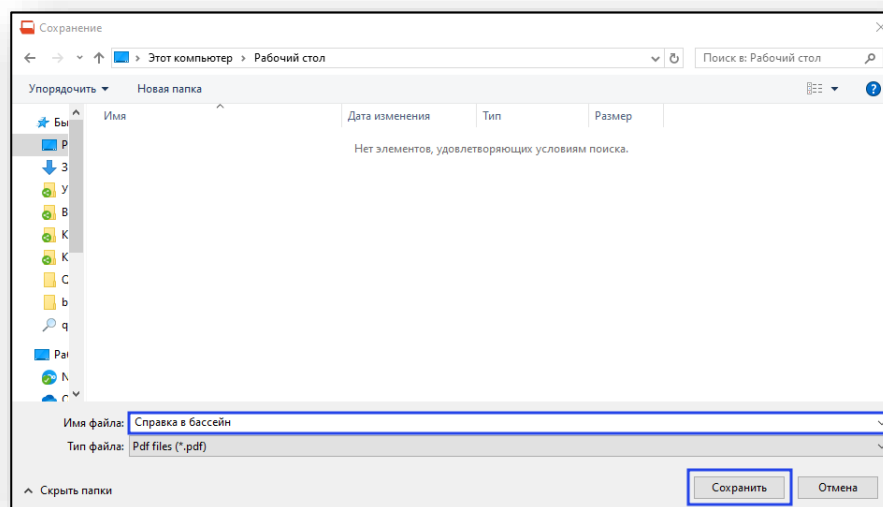 Сохранение
Этот компьютер › Рабочий стол
Поиск в: Рабочий стол
Упорядочить
Новая папка
Имя
Дата изменения
Тип
Размер
Нет элементов, удовлетворяющих условиям поиска.
Имя файла: Справка в бассейн
Тип файла: Pdf files (*.pdf)
Скрыть папки
Сохранить
Отмена